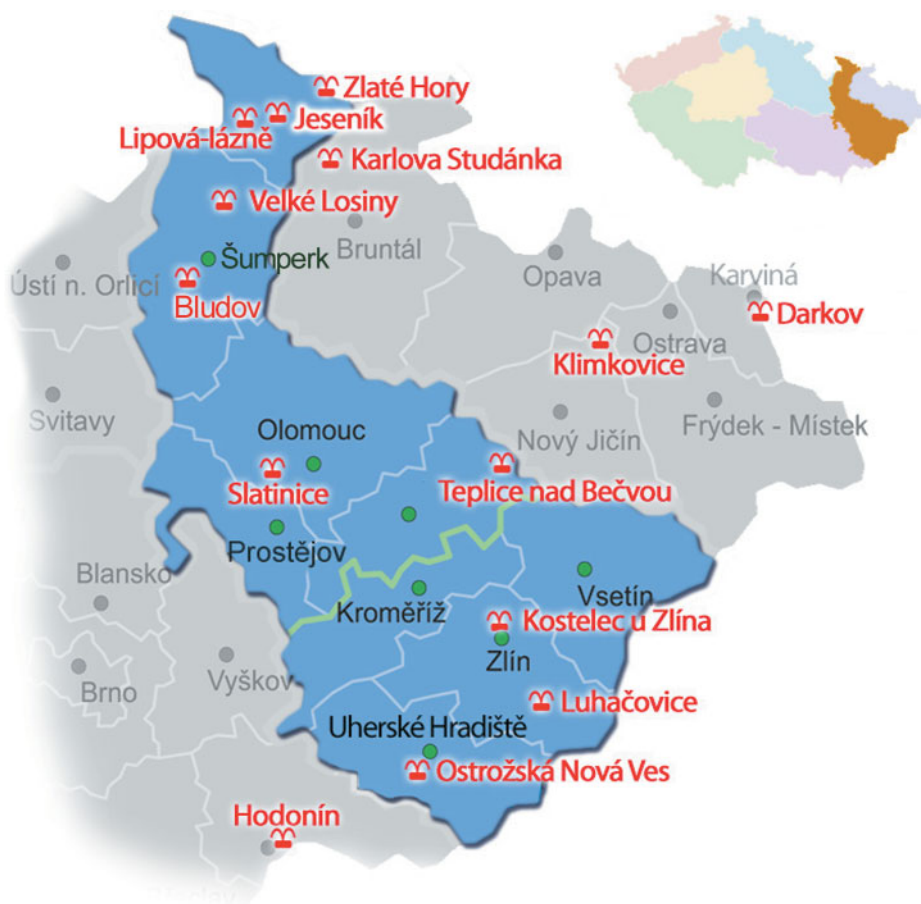 Zlaté Hory
Jeseník
Lipová-lázně
Karlova Studánka
Velké Losiny
Bruntál
Šumperk
Opava
Ústí n. Orlicí
Karviná
Bludov
Darkov
Ostrava
Klimkovice
Svitavy
Nový Jičín
Frýdek - Místek
Olomouc
Slatinice
Teplice nad Bečvou
Prostějov
Blansko
Vsetín
Kroměříž
Kostelec u Zlína
Zlín
Vyškov
Brno
Luhačovice
Uherské Hradiště
Ostrožská Nová Ves
Hodonín